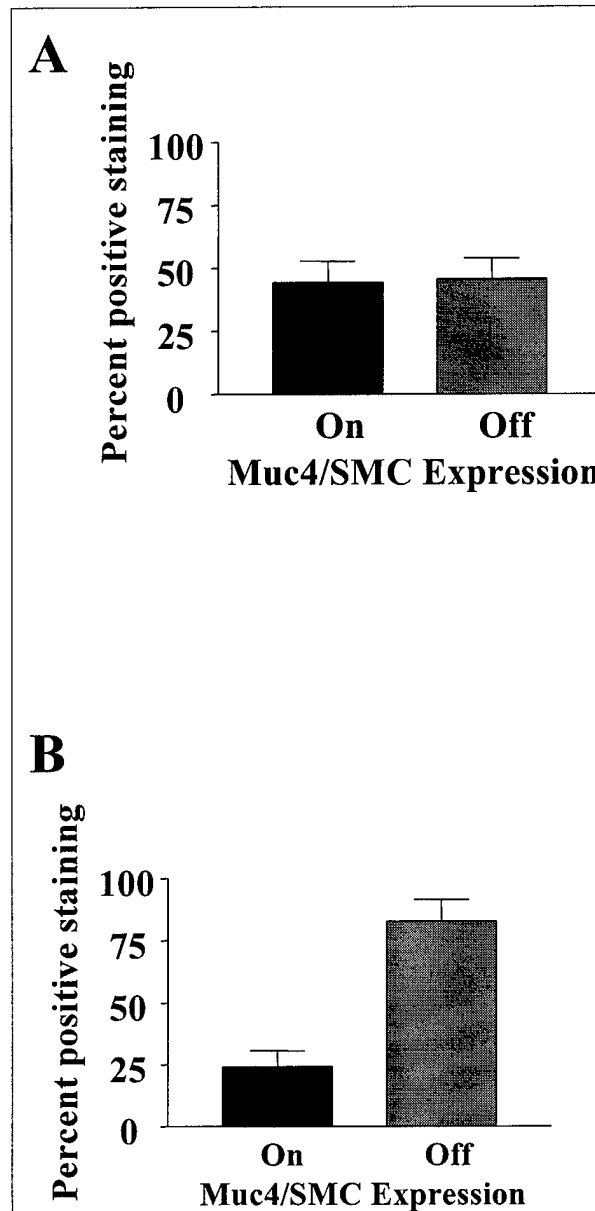 A
Percent positive staining
100
75
50
25
0
On Off
Muc4/SMC Expression
B
Percent positive staining
100
75
50
25
0
On Off
Muc4/SMC Expression